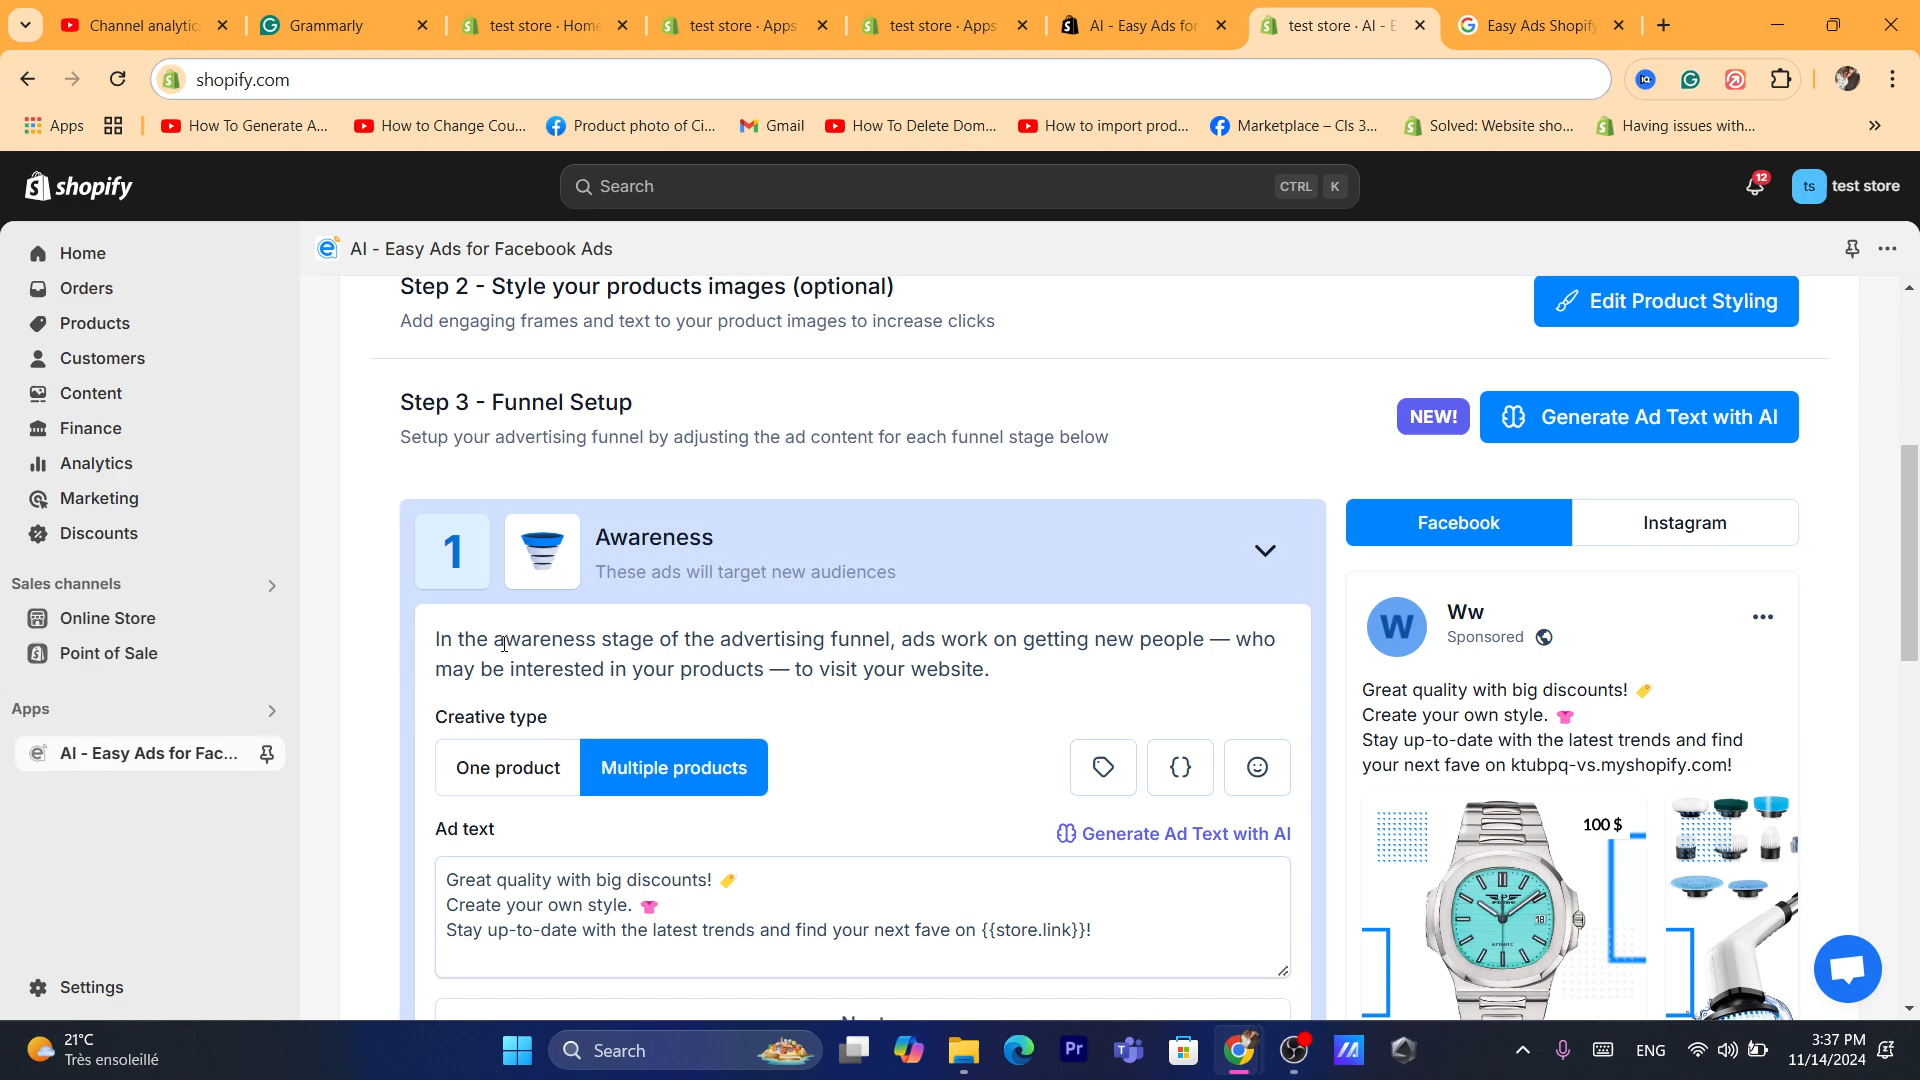 Channel analytics
Grammarly
test store · Home
test store · Apps
test store · Apps
AI - Easy Ads for
test store · AI - E
Easy Ads Shopify
shopify.com
Apps
How To Generate A...
How to Change Cou...
Product photo of Ci...
Gmail
How To Delete Dom...
How to import prod...
Marketplace – Cls 3...
Solved: Website sho...
Having issues with...
shopify
Search
CTRL K
12
ts
test store
Home
Orders
Products
Customers
Content
Finance
Analytics
Marketing
Discounts
Sales channels
Online Store
Point of Sale
Apps
AI - Easy Ads for Fac...
Settings
AI - Easy Ads for Facebook Ads
Step 2 - Style your products images (optional)
Add engaging frames and text to your product images to increase clicks
Edit Product Styling
Step 3 - Funnel Setup
Setup your advertising funnel by adjusting the ad content for each funnel stage below
NEW!
Generate Ad Text with AI
1
Awareness
These ads will target new audiences
In the awareness stage of the advertising funnel, ads work on getting new people — who
may be interested in your products — to visit your website.
Creative type
One product
Multiple products
{}
Ad text
Generate Ad Text with AI
Great quality with big discounts! 🏷️
Create your own style. 👚
Stay up-to-date with the latest trends and find your next fave on {{store.link}}!
Facebook
Instagram
W
Ww
Sponsored
Great quality with big discounts! 🏷️
Create your own style. 👚
Stay up-to-date with the latest trends and find
your next fave on ktubpq-vs.myshopify.com!
100 $
18
21°C
Très ensoleillé
Search
Pr
ENG
3:37 PM
11/14/2024